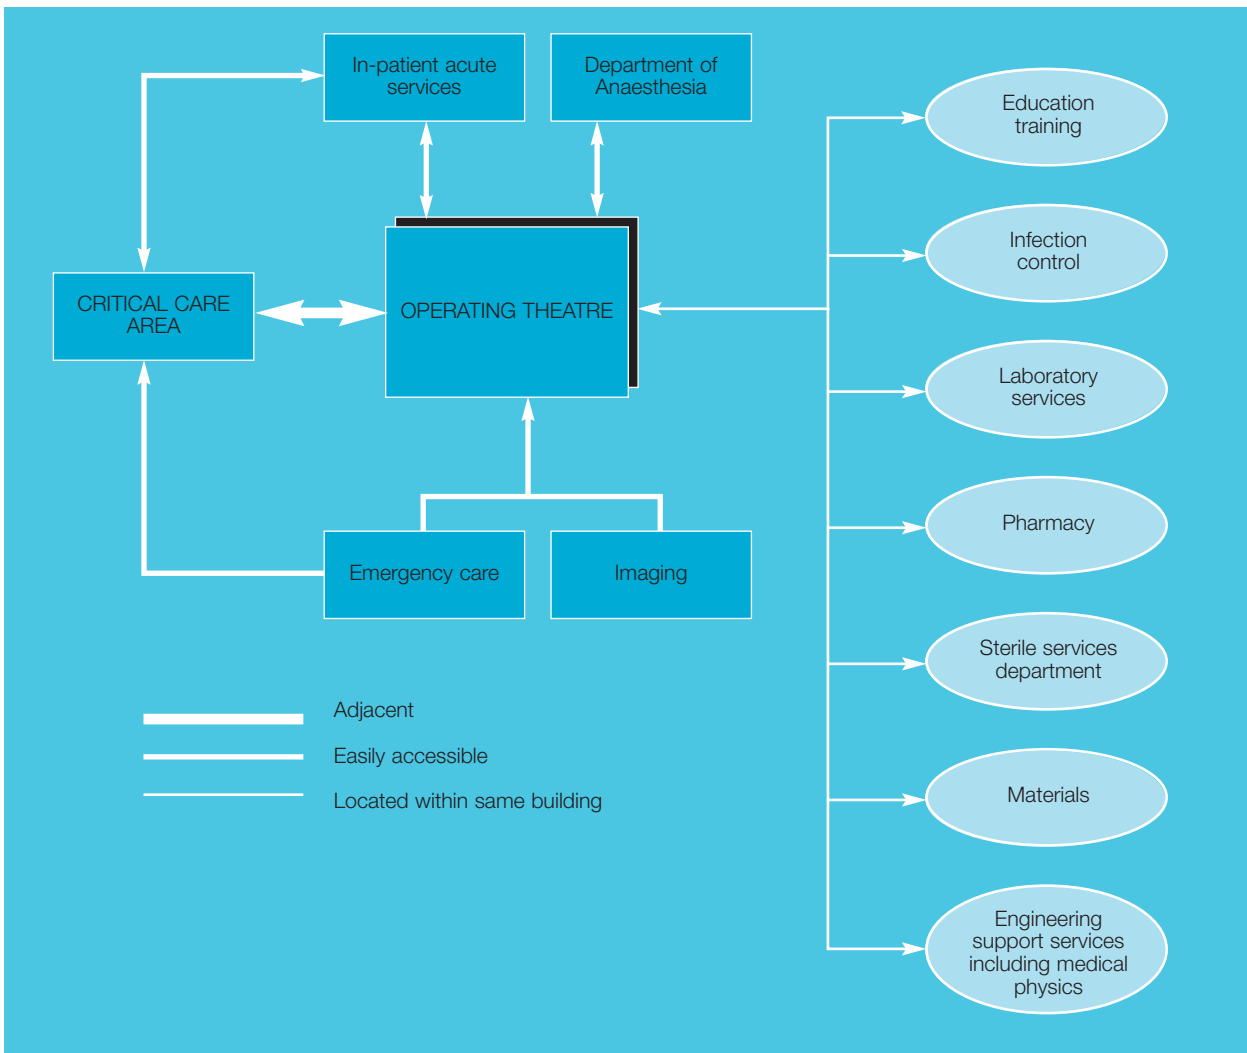 In-patient acute
services
Department of
Anaesthesia
CRITICAL CARE
AREA
OPERATING THEATRE
Emergency care
Imaging
Adjacent
Easily accessible
Located within same building
Education
training
Infection
control
Laboratory
services
Pharmacy
Sterile services
department
Materials
Engineering
support services
including medical
physics